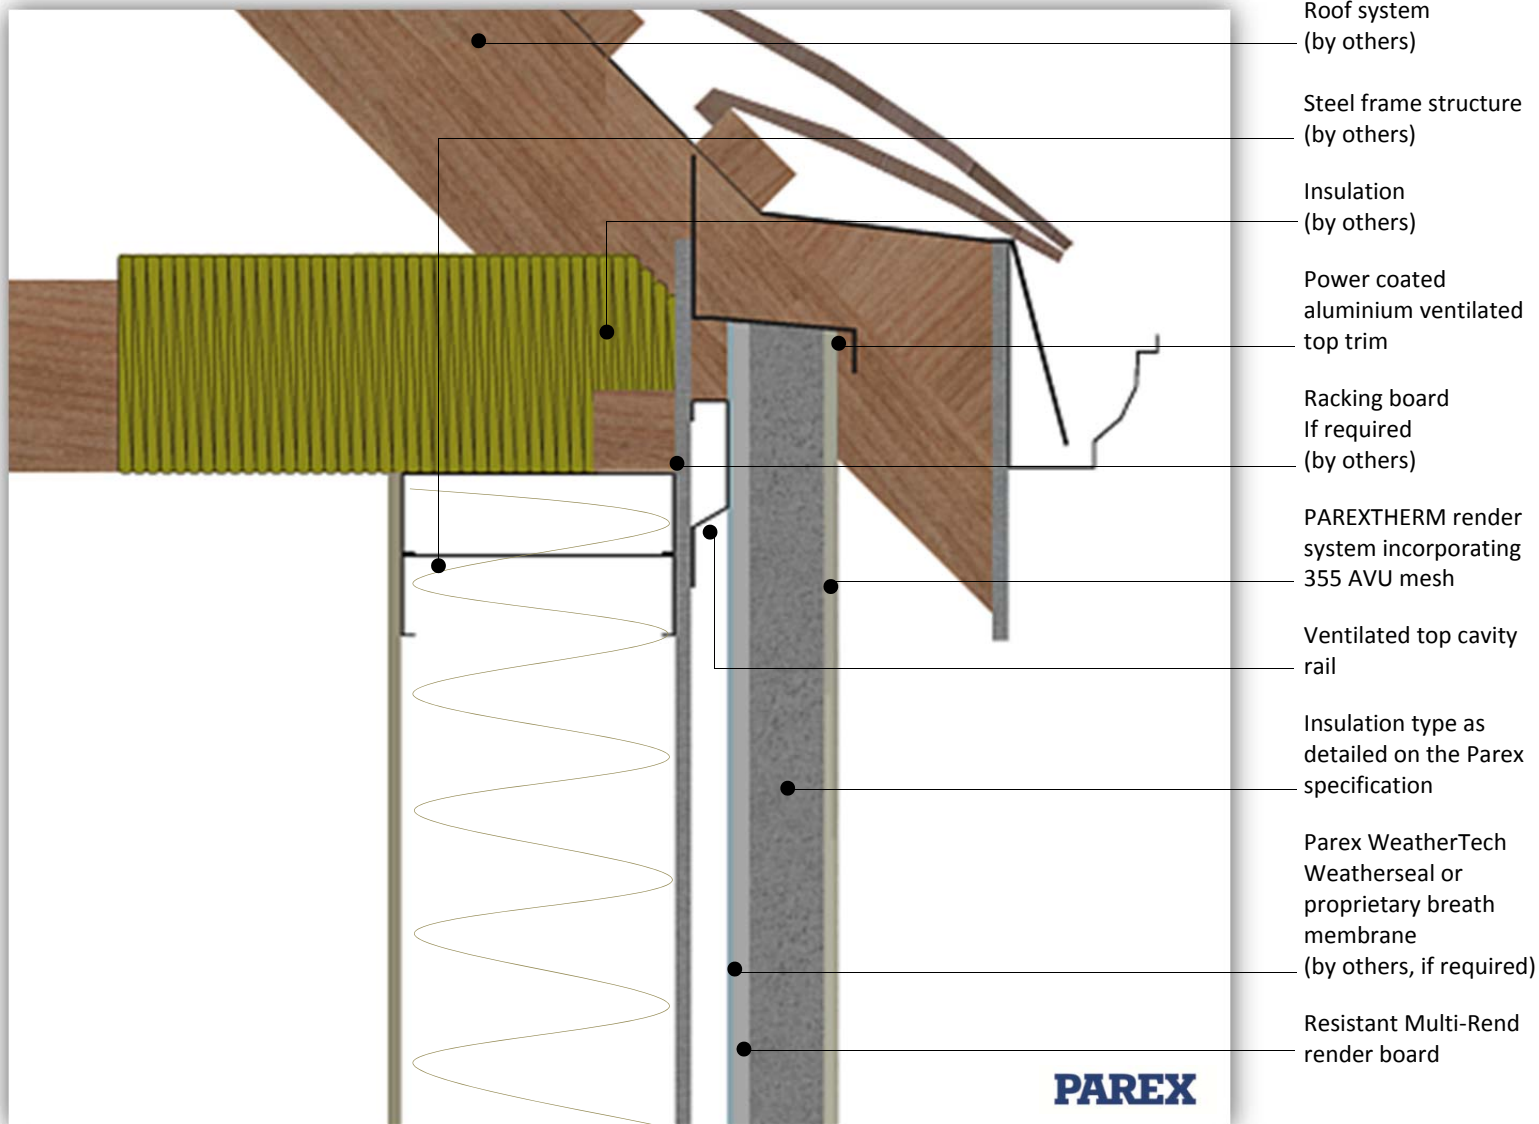 Roof system
(by others)
Steel frame structure
(by others)
Insulation
(by others)
Power coated
aluminium ventilated
top trim
Racking board
If required
(by others)
PAREXTHERM render
system incorporating
355 AVU mesh
Ventilated top cavity
rail
Insulation type as
detailed on the Parex
specification
Parex WeatherTech
Weatherseal or
proprietary breath
membrane
(by others, if required)
Resistant Multi-Rend
render board
PAREX